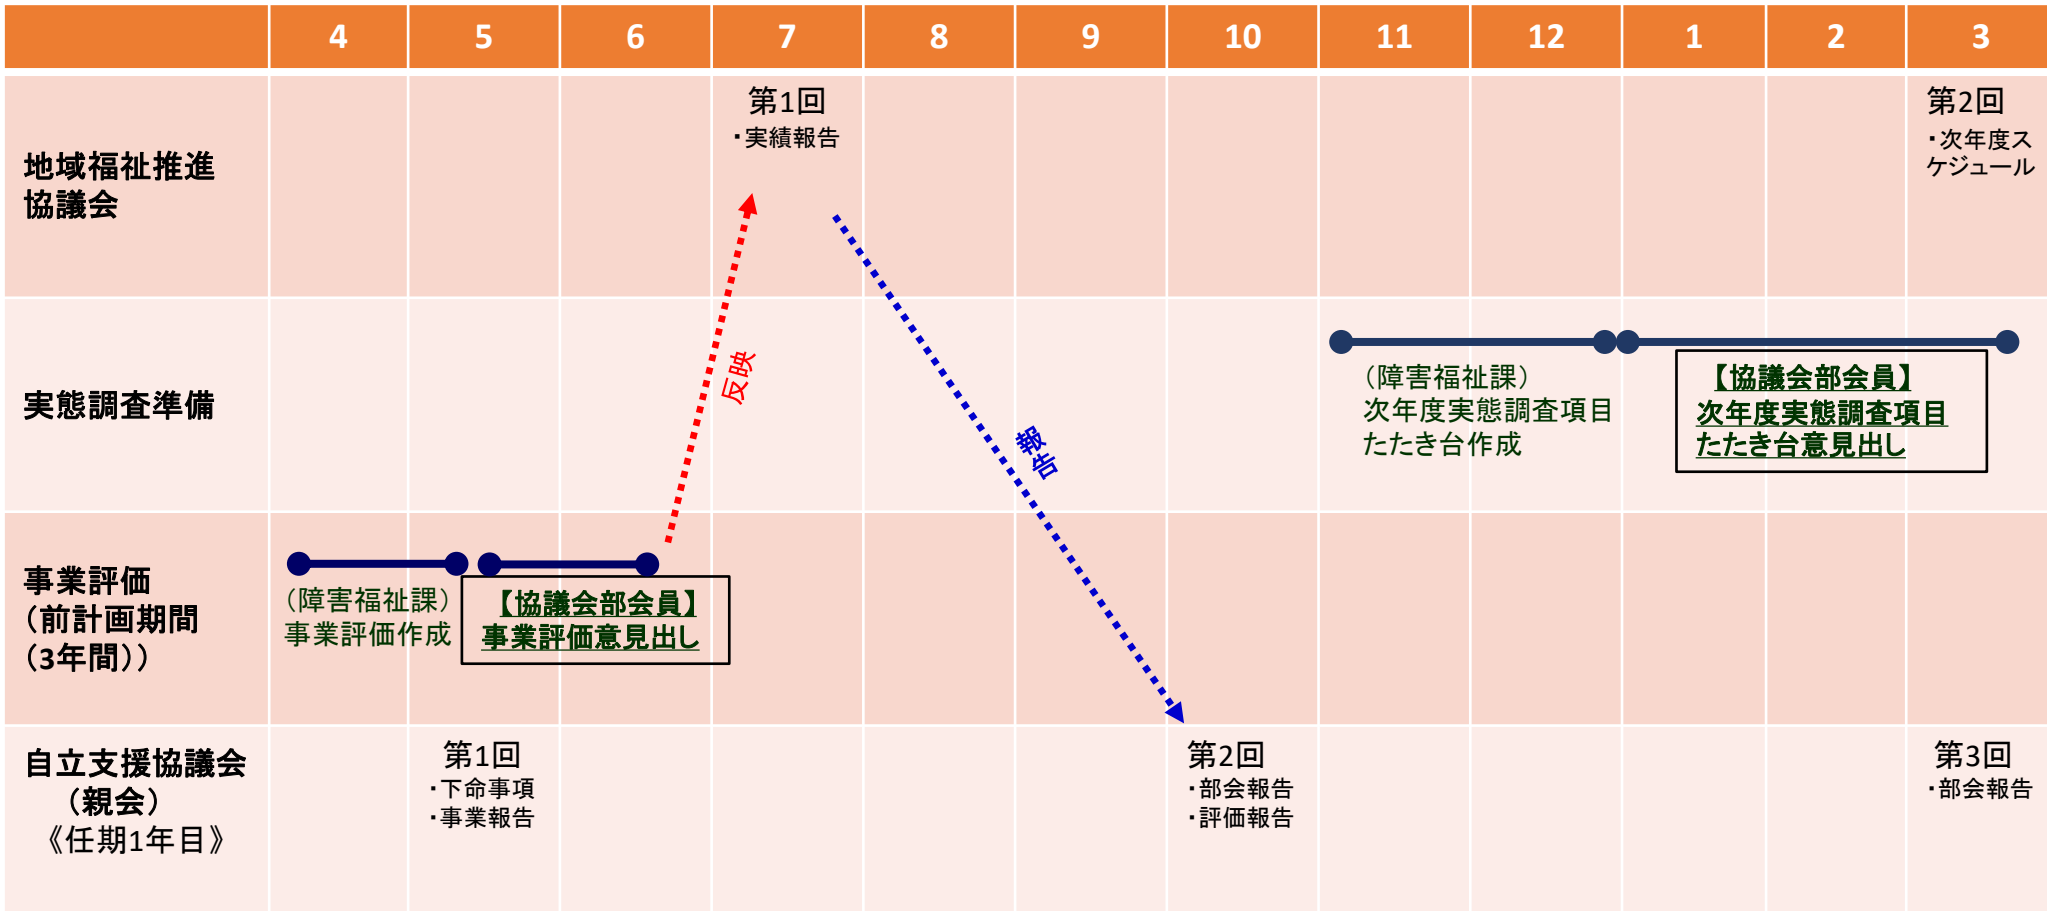 4 5 6 7 8 9 10 11 12 1 2 3
地域福祉推進
協議会
第1回
・実績報告
第2回
・次年度ス
ケジュール
実態調査準備
反映
報告
(障害福祉課)
次年度実態調査項目
たたき台作成
【協議会部会員】
次年度実態調査項目
たたき台意見出し
事業評価
(前計画期間
(3年間))
(障害福祉課)
事業評価作成
【協議会部会員】
事業評価意見出し
自立支援協議会
(親会)
《任期1年目》
第1回
・下命事項
・事業報告
第2回
・部会報告
・評価報告
第3回
・部会報告